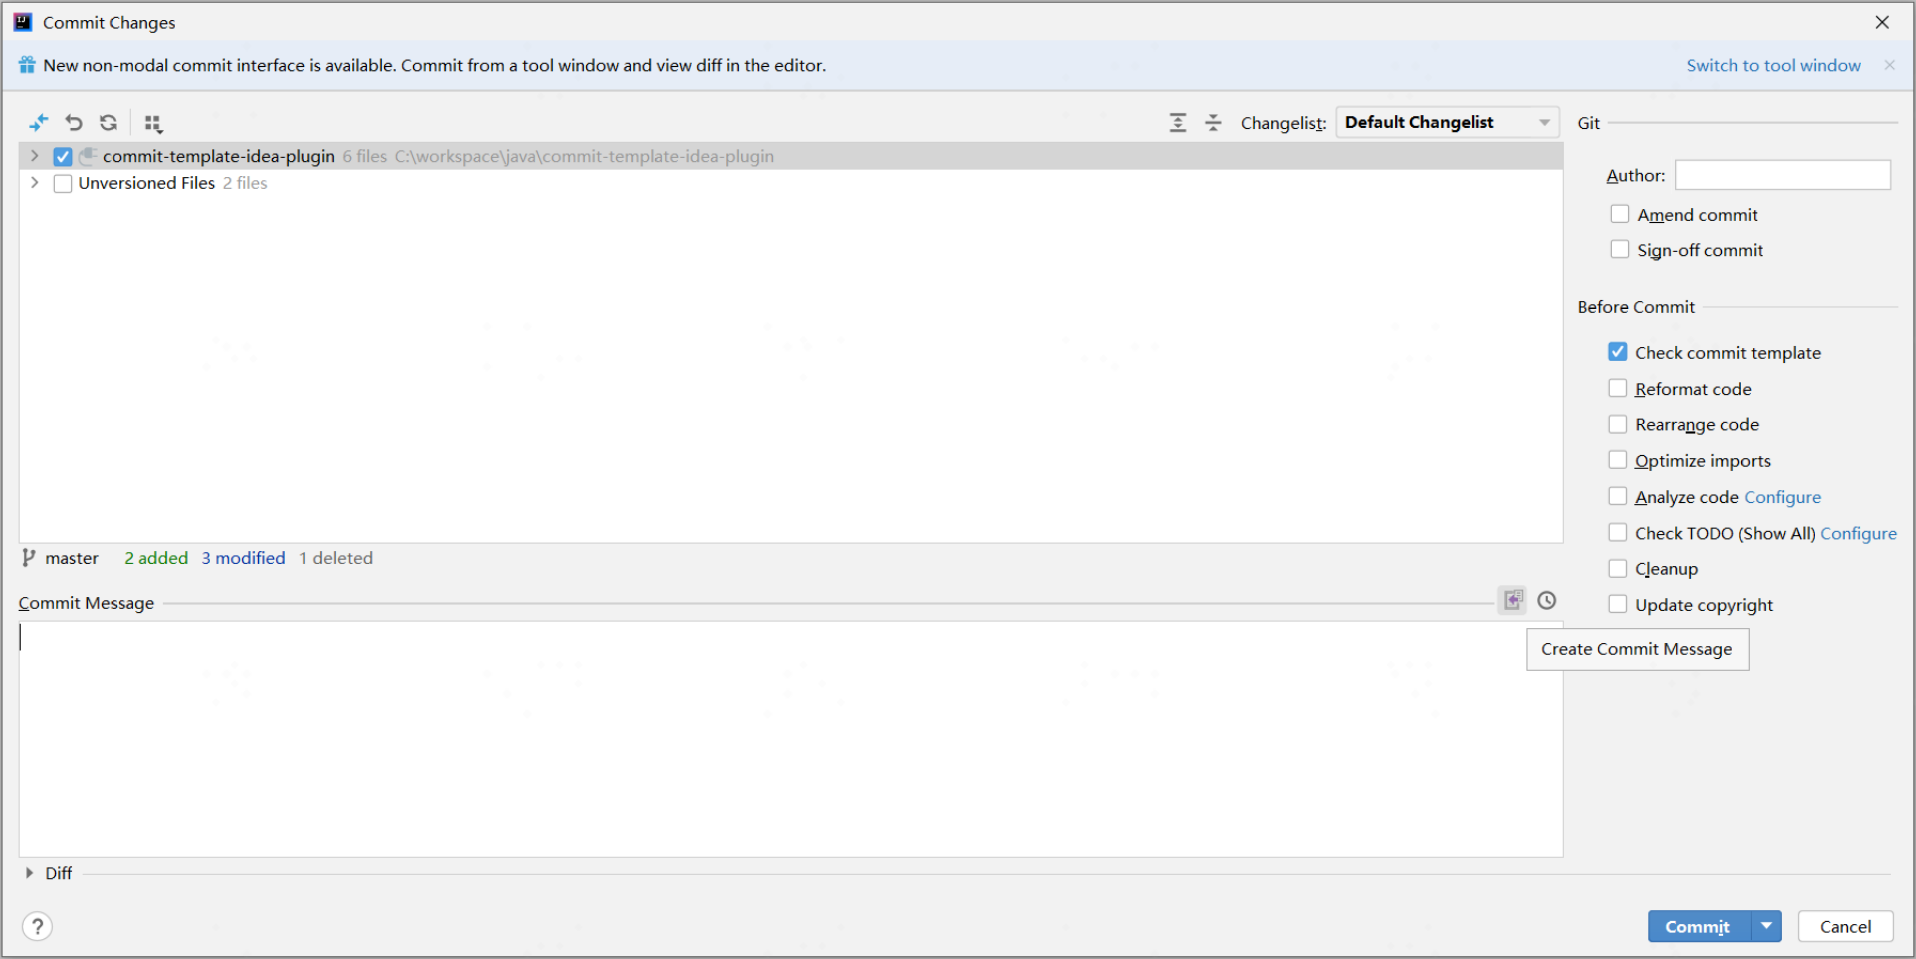 Commit Changes
New non-modal commit interface is available. Commit from a tool window and view diff in the editor. Switch to tool window
Changelist: Default Changelist
commit-template-idea-plugin 6 files C:\workspace\java\commit-template-idea-plugin
Unversioned Files 2 files
master 2 added 3 modified 1 deleted
Commit Message
Diff
Git
Author:
Amend commit
Sign-off commit
Before Commit
Check commit template
Reformat code
Rearrange code
Optimize imports
Analyze code Configure
Check TODO (Show All) Configure
Cleanup
Update copyright
Create Commit Message
?
Commit
Cancel